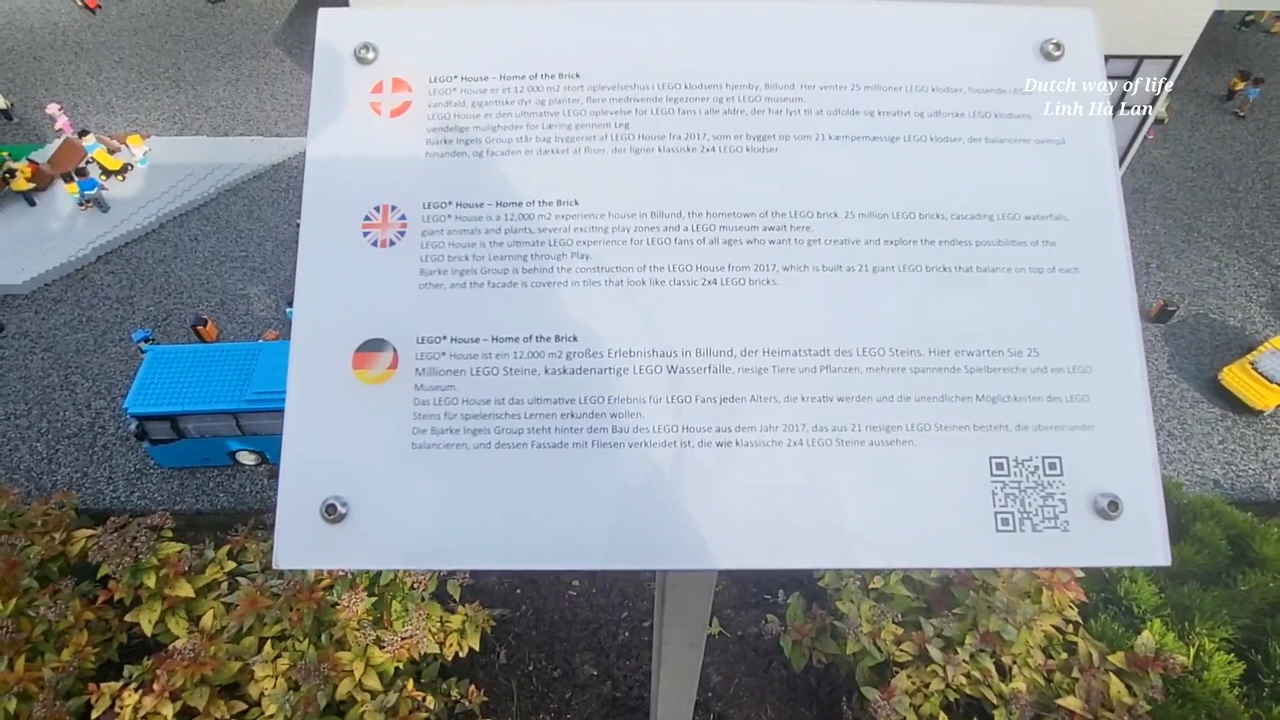 LEGO® House – Home of the Brick
LEGO® House er et 12.000 m2 stort oplevelseshus i LEGO klodsens hjemby, Billund. Her venter 25 millioner LEGO klodser, fossende
vandfald, gigantiske dyr og planter, flere medrivende legezoner og et LEGO museum.
LEGO House er den ultimative LEGO oplevelse for LEGO fans i alle aldre, der har lyst til at udfolde sig kreativt og udforske LEGO klodsens
uendelige muligheder for Læring gennem Leg
Bjarke Ingels Group står bag byggeriet af LEGO House fra 2017, som er bygget op som 21 kæmpemæssige LEGO klodser, der balancerer ovenpå
hinanden, og facaden er dækket af fliser, der ligner klassiske 2x4 LEGO klodser.
Dutch way of life
Linh Hà Lan
LEGO® House – Home of the Brick
LEGO® House is a 12,000 m2 experience house in Billund, the hometown of the LEGO brick. 25 million LEGO bricks, cascading LEGO waterfalls,
giant animals and plants, several exciting play zones and a LEGO museum await here.
LEGO House is the ultimate LEGO experience for LEGO fans of all ages who want to get creative and explore the endless possibilities of the
LEGO brick for Learning through Play.
Bjarke Ingels Group is behind the construction of the LEGO House from 2017, which is built as 21 giant LEGO bricks that balance on top of each
other, and the facade is covered in tiles that look like classic 2x4 LEGO bricks.
LEGO® House – Home of the Brick
LEGO® House ist ein 12.000 m2 großes Erlebnishaus in Billund, der Heimatstadt des LEGO Steins. Hier erwarten Sie 25
Millionen LEGO Steine, kaskadenartige LEGO Wasserfälle, riesige Tiere und Pflanzen, mehrere spannende Spielbereiche und ein LEGO
Museum.
Das LEGO House ist das ultimative LEGO Erlebnis für LEGO Fans jeden Alters, die kreativ werden und die unendlichen Möglichkeiten des LEGO
Steins für spielerisches Lernen erkunden wollen.
Die Bjarke Ingels Group steht hinter dem Bau des LEGO House aus dem Jahr 2017, das aus 21 riesigen LEGO Steinen besteht, die übereinander
balancieren, und dessen Fassade mit Fliesen verkleidet ist, die wie klassische 2x4 LEGO Steine aussehen.